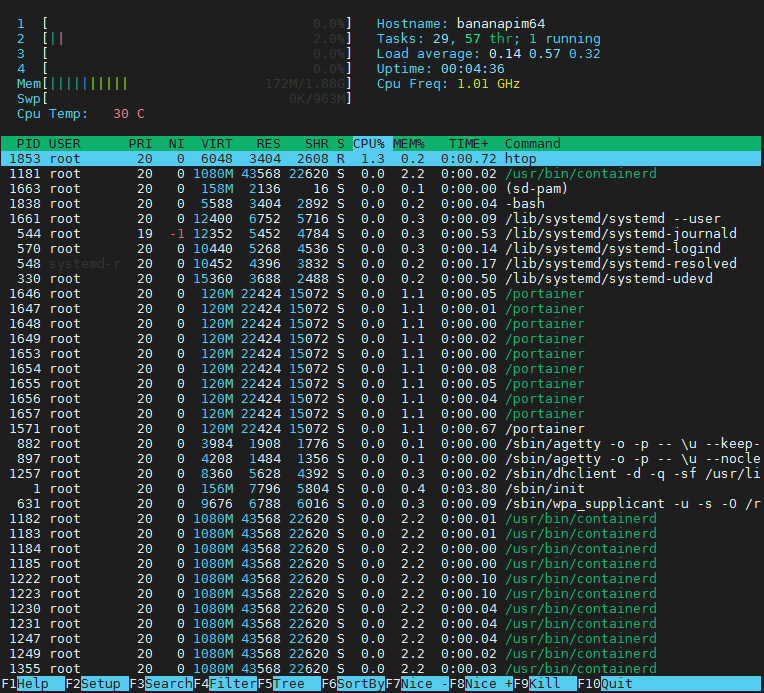 1 [ 0.0%] Hostname: bananapim64
2 [|| 2.0%] Tasks: 29, 57 thr; 1 running
3 [ 0.0%] Load average: 0.14 0.57 0.32
4 [ 0.0%] Uptime: 00:04:36
Mem[|||||||||| 172M/1.88G] Cpu Freq: 1.01 GHz
Swp[ 0K/963M]
Cpu Temp: 30 C
PID USER PRI NI VIRT RES SHR S CPU% MEM% TIME+ Command
1853 root 20 0 6048 3404 2608 R 1.3 0.2 0:00.72 htop
1181 root 20 0 1080M 43568 22620 S 0.0 2.2 0:00.02 /usr/bin/containerd
1663 root 20 0 158M 2136 16 S 0.0 0.1 0:00.00 (sd-pam)
1838 root 20 0 5588 3404 2892 S 0.0 0.2 0:00.04 -bash
1661 root 20 0 12400 6752 5716 S 0.0 0.3 0:00.09 /lib/systemd/systemd --user
544 root 19 -1 12352 5452 4784 S 0.0 0.3 0:00.53 /lib/systemd/systemd-journald
570 root 20 0 10440 5268 4536 S 0.0 0.3 0:00.14 /lib/systemd/systemd-logind
548 systemd-r 20 0 10452 4396 3832 S 0.0 0.2 0:00.17 /lib/systemd/systemd-resolved
330 root 20 0 15360 3688 2488 S 0.0 0.2 0:00.50 /lib/systemd/systemd-udevd
1646 root 20 0 120M 22424 15072 S 0.0 1.1 0:00.05 /portainer
1647 root 20 0 120M 22424 15072 S 0.0 1.1 0:00.01 /portainer
1648 root 20 0 120M 22424 15072 S 0.0 1.1 0:00.00 /portainer
1649 root 20 0 120M 22424 15072 S 0.0 1.1 0:00.02 /portainer
1653 root 20 0 120M 22424 15072 S 0.0 1.1 0:00.00 /portainer
1654 root 20 0 120M 22424 15072 S 0.0 1.1 0:00.08 /portainer
1655 root 20 0 120M 22424 15072 S 0.0 1.1 0:00.05 /portainer
1656 root 20 0 120M 22424 15072 S 0.0 1.1 0:00.04 /portainer
1657 root 20 0 120M 22424 15072 S 0.0 1.1 0:00.00 /portainer
1571 root 20 0 120M 22424 15072 S 0.0 1.1 0:00.67 /portainer
882 root 20 0 3984 1908 1776 S 0.0 0.1 0:00.00 /sbin/agetty -o -p -- \u --keep-
897 root 20 0 4208 1484 1356 S 0.0 0.1 0:00.00 /sbin/agetty -o -p -- \u --nocle
1257 root 20 0 8360 5628 4392 S 0.0 0.3 0:00.02 /sbin/dhclient -d -q -sf /usr/li
1 root 20 0 156M 7796 5804 S 0.0 0.4 0:03.80 /sbin/init
631 root 20 0 9676 6788 6016 S 0.0 0.3 0:00.09 /sbin/wpa_supplicant -u -s -O /r
1182 root 20 0 1080M 43568 22620 S 0.0 2.2 0:00.01 /usr/bin/containerd
1183 root 20 0 1080M 43568 22620 S 0.0 2.2 0:00.01 /usr/bin/containerd
1184 root 20 0 1080M 43568 22620 S 0.0 2.2 0:00.00 /usr/bin/containerd
1185 root 20 0 1080M 43568 22620 S 0.0 2.2 0:00.00 /usr/bin/containerd
1222 root 20 0 1080M 43568 22620 S 0.0 2.2 0:00.10 /usr/bin/containerd
1223 root 20 0 1080M 43568 22620 S 0.0 2.2 0:00.10 /usr/bin/containerd
1230 root 20 0 1080M 43568 22620 S 0.0 2.2 0:00.04 /usr/bin/containerd
1231 root 20 0 1080M 43568 22620 S 0.0 2.2 0:00.04 /usr/bin/containerd
1247 root 20 0 1080M 43568 22620 S 0.0 2.2 0:00.04 /usr/bin/containerd
1249 root 20 0 1080M 43568 22620 S 0.0 2.2 0:00.02 /usr/bin/containerd
1355 root 20 0 1080M 43568 22620 S 0.0 2.2 0:00.03 /usr/bin/containerd
F1Help F2Setup F3SearchF4FilterF5Tree F6SortByF7Nice -F8Nice +F9Kill F10Quit